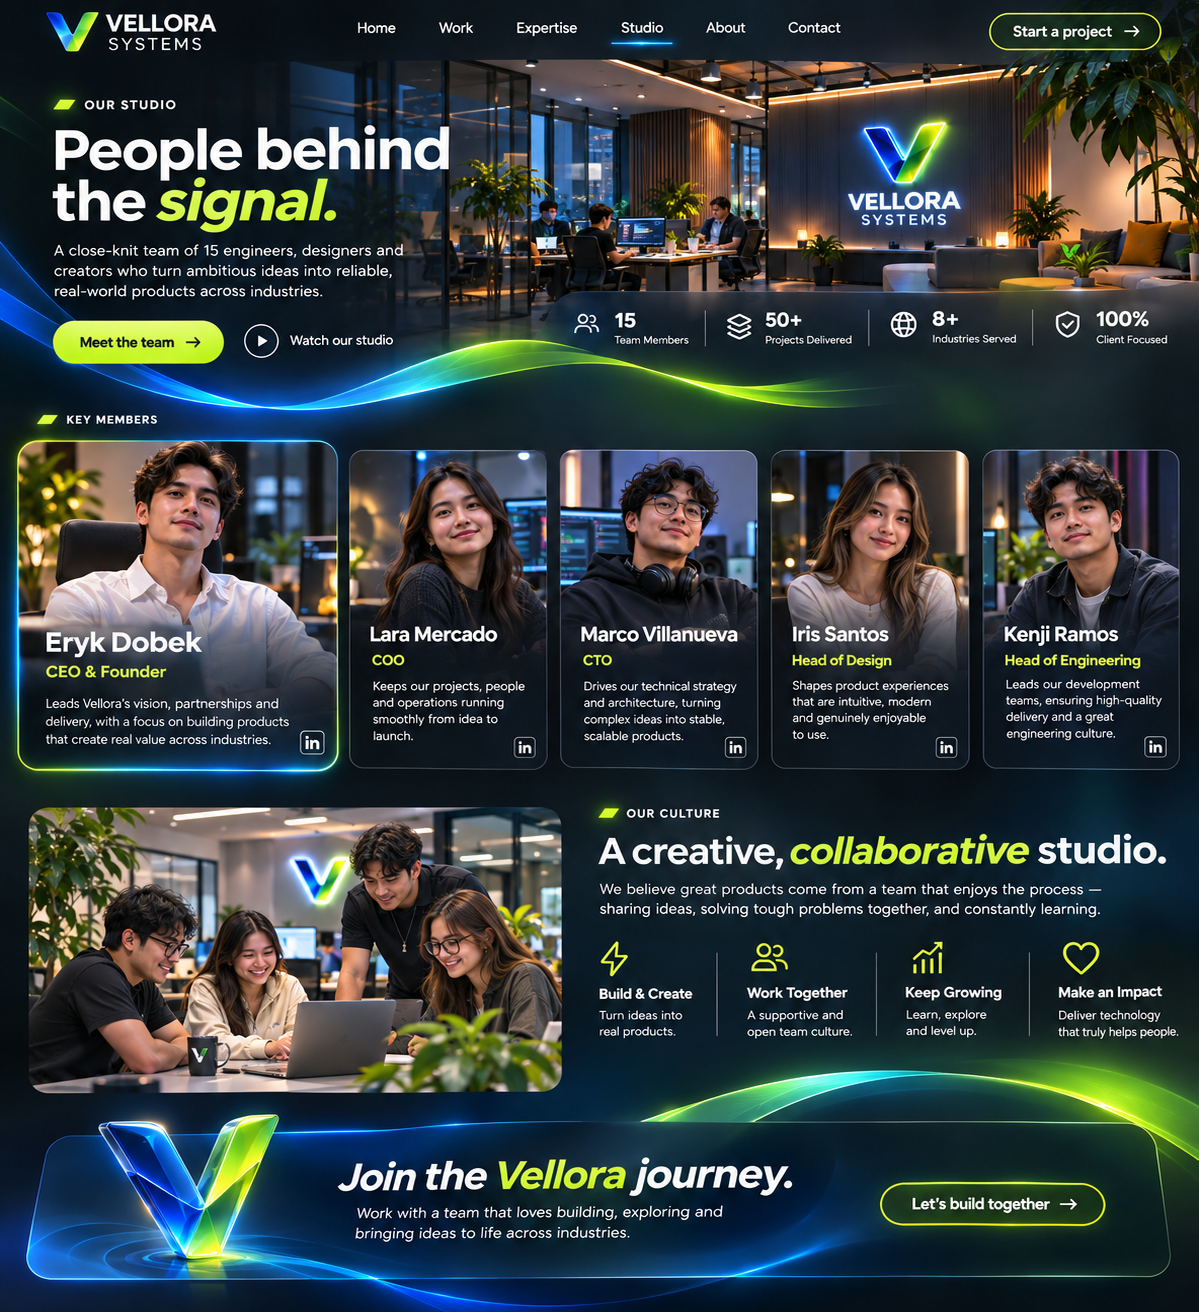 VELLORA
SYSTEMS
Home
Work
Expertise
Studio
About
Contact
Start a project
OUR STUDIO
People behind
the signal.
A close-knit team of 15 engineers, designers and
creators who turn ambitious ideas into reliable,
real-world products across industries.
Meet the team
Watch our studio
VELLORA
SYSTEMS
15
Team Members
50+
Projects Delivered
8+
Industries Served
100%
Client Focused
KEY MEMBERS
Eryk Dobek
CEO & Founder
Leads Vellora's vision, partnerships and
delivery, with a focus on building products
that create real value across industries.
in
Lara Mercado
COO
Keeps our projects, people
and operations running
smoothly from idea to
launch.
in
Marco Villanueva
CTO
Drives our technical strategy
and architecture, turning
complex ideas into stable,
scalable products.
in
Iris Santos
Head of Design
Shapes product experiences
that are intuitive, modern
and genuinely enjoyable
to use.
in
Kenji Ramos
Head of Engineering
Leads our development
teams, ensuring high-quality
delivery and a great
engineering culture.
in
OUR CULTURE
A creative, collaborative studio.
We believe great products come from a team that enjoys the process —
sharing ideas, solving tough problems together, and constantly learning.
Build & Create
Turn ideas into
real products.
Work Together
A supportive and
open team culture.
Keep Growing
Learn, explore
and level up.
Make an Impact
Deliver technology
that truly helps people.
Join the Vellora journey.
Work with a team that loves building, exploring and
bringing ideas to life across industries.
Let's build together